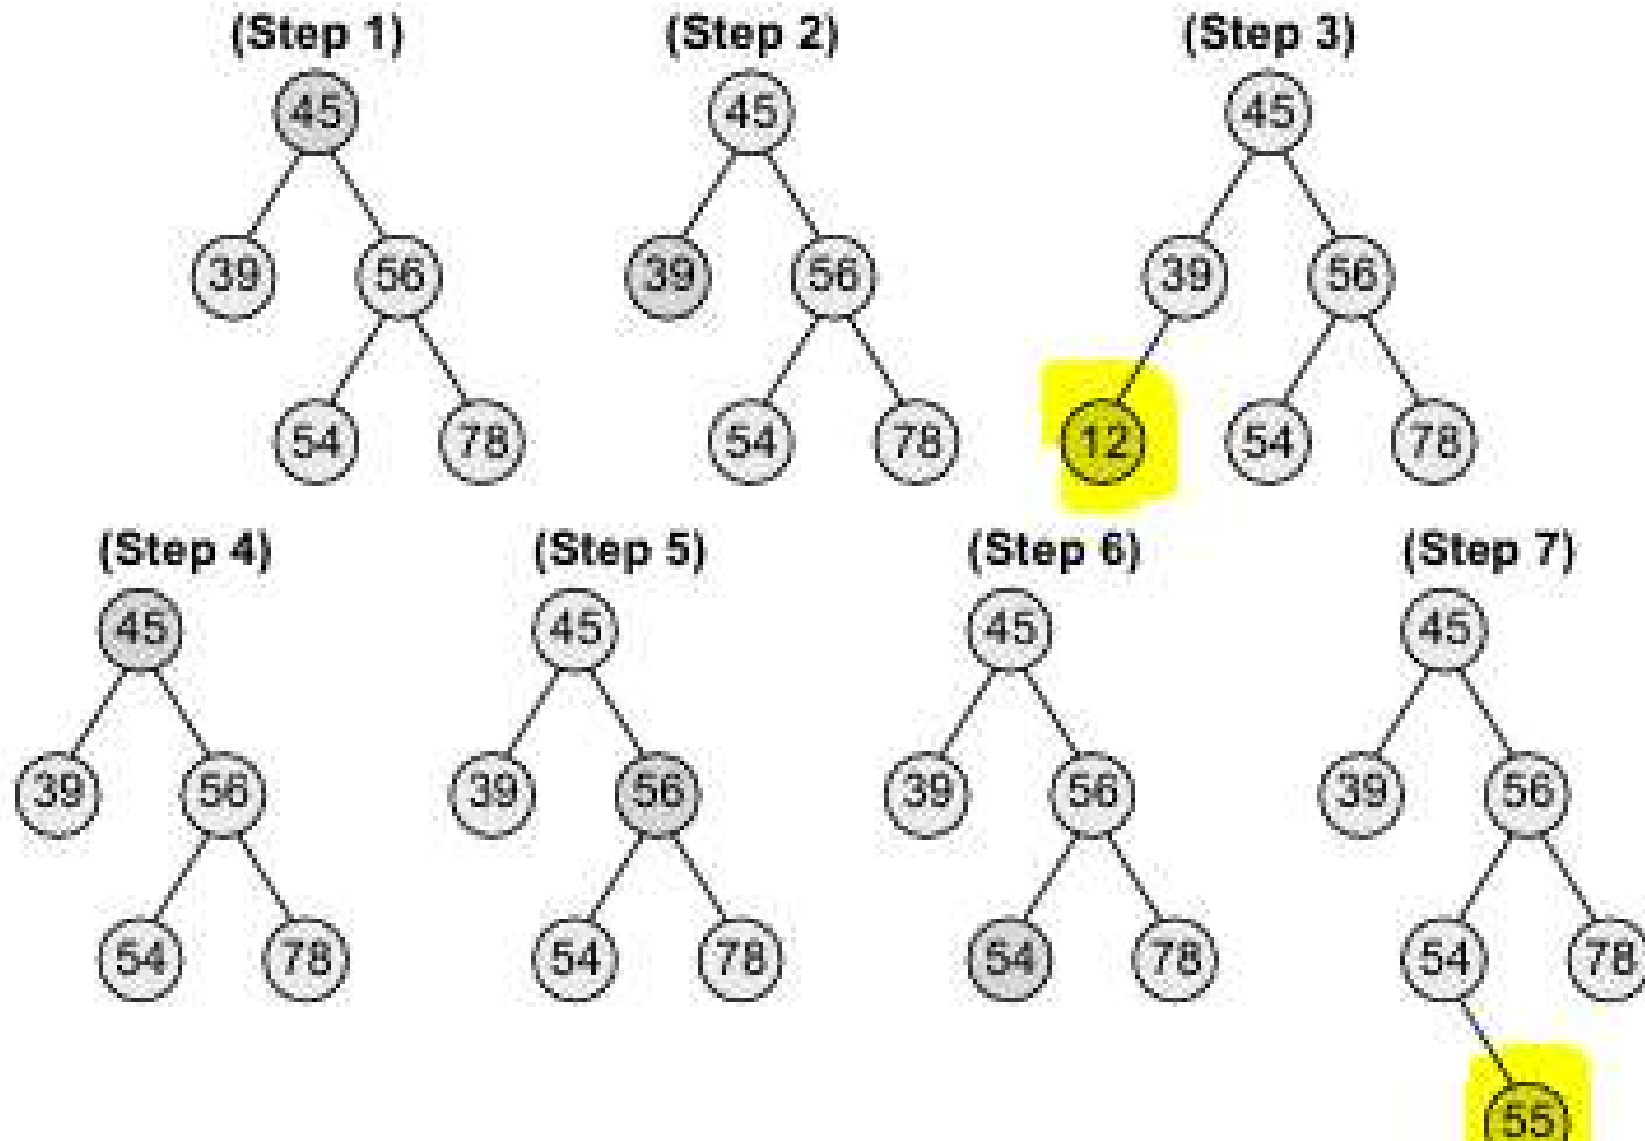 (Step 1) (Step 2) (Step 3)
45 45 45
39 56 39 56 39 56
54 78 54 78 12 54 78
(Step 4) (Step 5) (Step 6) (Step 7)
45 45 45 45
39 56 39 56 39 56 39 56
54 78 54 78 54 78 54 78
55